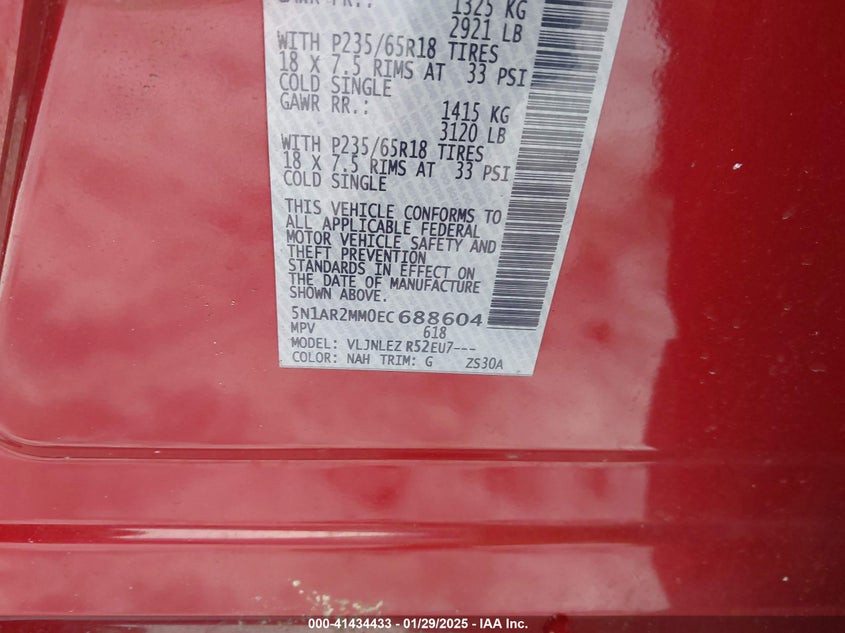 GAWR FR.: 1325 KG
2921 LB
WITH P235/65R18 TIRES
18 X 7.5 RIMS AT 33 PSI
COLD SINGLE
GAWR RR.: 1415 KG
3120 LB
WITH P235/65R18 TIRES
18 X 7.5 RIMS AT 33 PSI
COLD SINGLE
THIS VEHICLE CONFORMS TO
ALL APPLICABLE FEDERAL
MOTOR VEHICLE SAFETY AND
THEFT PREVENTION
STANDARDS IN EFFECT ON
THE DATE OF MANUFACTURE
SHOWN ABOVE.
5N1AR2MM0EC688604
MPV 618
MODEL: VLJNLEZ R52EU7---
COLOR: NAH TRIM: G ZS30A
000-41434433 - 01/29/2025 - IAA Inc.